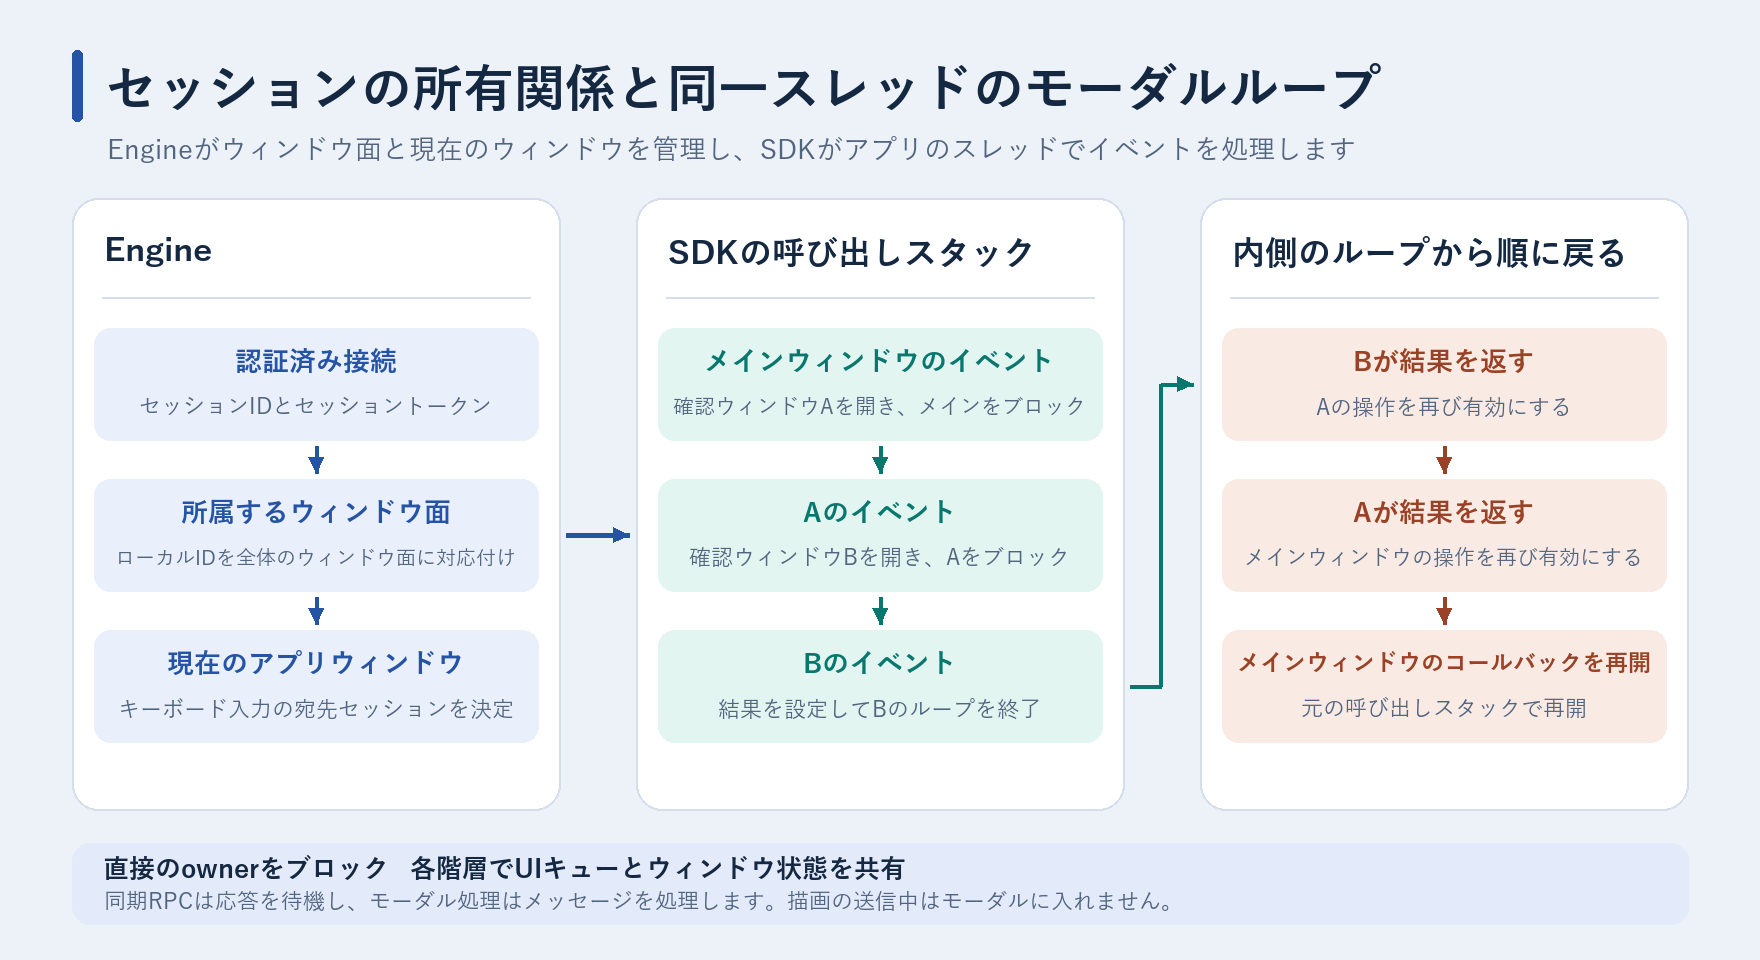 セッションの所有関係と同一スレッドのモーダルループ
Engineがウィンドウ面と現在のウィンドウを管理し、SDKがアプリのスレッドでイベントを処理します
Engine
認証済み接続
セッションIDとセッショントークン
所属するウィンドウ面
ローカルIDを全体のウィンドウ面に対応付け
現在のアプリウィンドウ
キーボード入力の宛先セッションを決定
SDKの呼び出しスタック
メインウィンドウのイベント
確認ウィンドウAを開き、メインをブロック
Aのイベント
確認ウィンドウBを開き、Aをブロック
Bのイベント
結果を設定してBのループを終了
内側のループから順に戻る
Bが結果を返す
Aの操作を再び有効にする
Aが結果を返す
メインウィンドウの操作を再び有効にする
メインウィンドウのコールバックを再開
元の呼び出しスタックで再開
直接のownerをブロック 各階層でUIキューとウィンドウ状態を共有
同期RPCは応答を待機し、モーダル処理はメッセージを処理します。描画の送信中はモーダルに入れません。